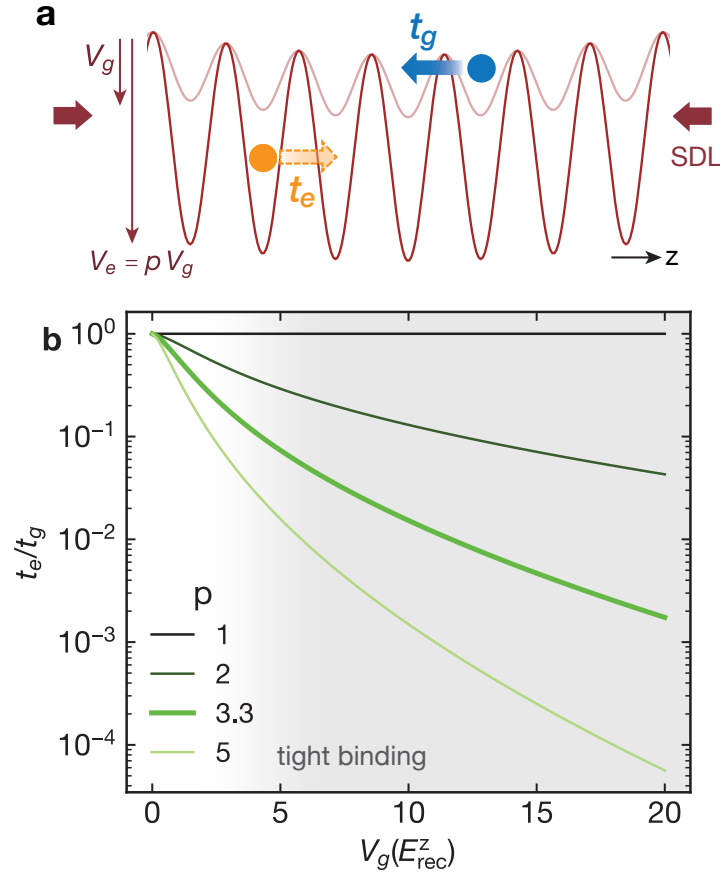 a
V_g
t_g
SDL
t_e
V_e = p V_g
z
b
10^0
10^-1
10^-2
10^-3
10^-4
t_e/t_g
p
1
2
3.3
5
tight binding
0 5 10 15 20
V_g(E^z_rec)